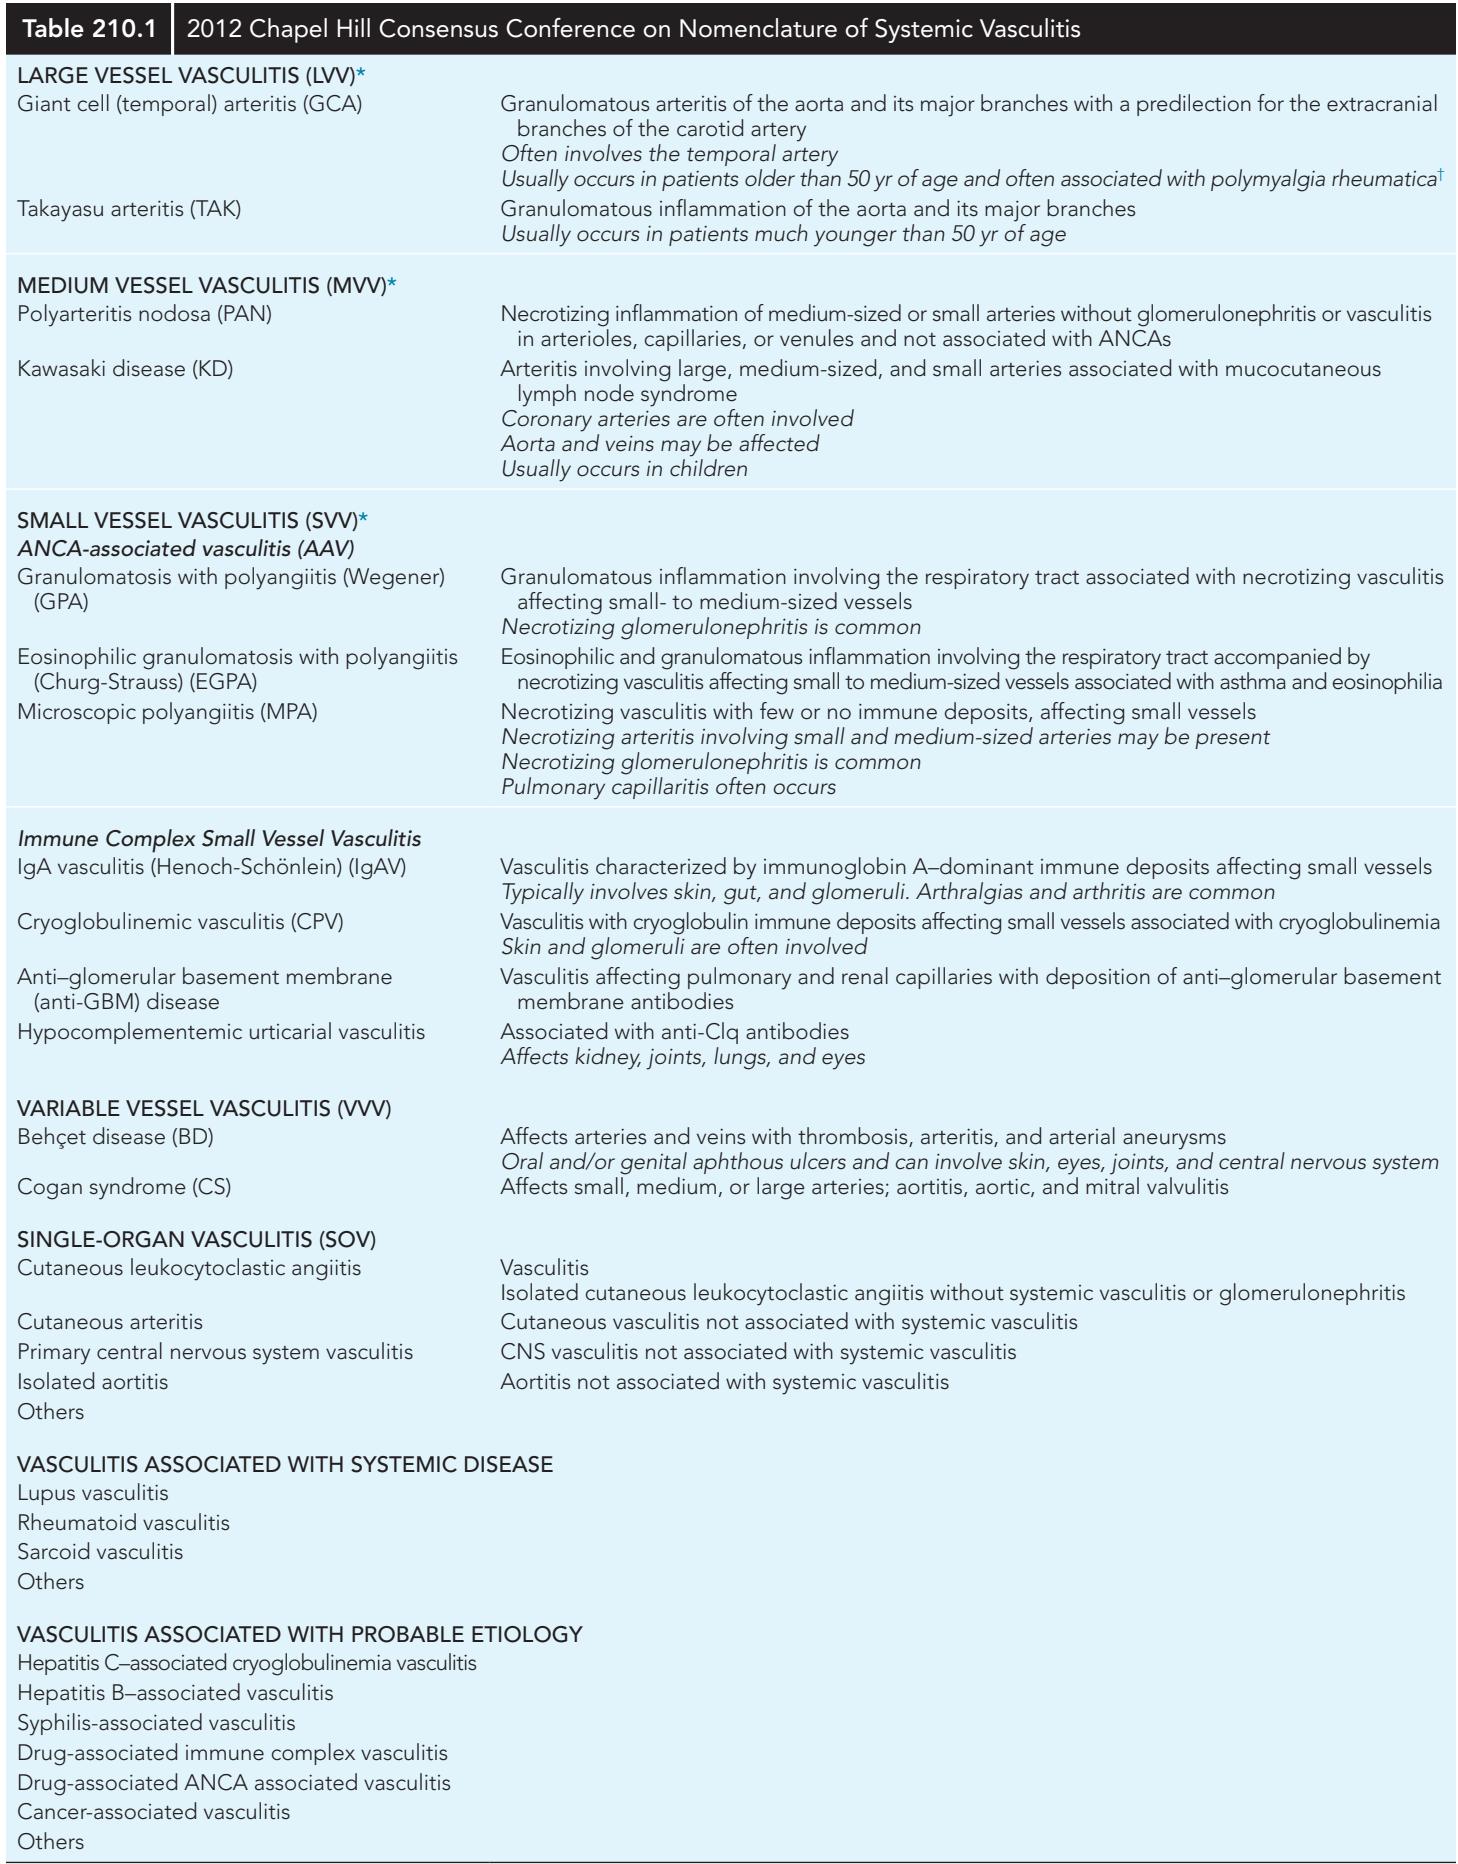 Table 210.1 2012 Chapel Hill Consensus Conference on Nomenclature of Systemic Vasculitis
LARGE VESSEL VASCULITIS (LVV)*
Giant cell (temporal) arteritis (GCA) Granulomatous arteritis of the aorta and its major branches with a predilection for the extracranial
branches of the carotid artery
Often involves the temporal artery
Usually occurs in patients older than 50 yr of age and often associated with polymyalgia rheumatica†
Takayasu arteritis (TAK) Granulomatous inflammation of the aorta and its major branches
Usually occurs in patients much younger than 50 yr of age
MEDIUM VESSEL VASCULITIS (MVV)*
Polyarteritis nodosa (PAN) Necrotizing inflammation of medium-sized or small arteries without glomerulonephritis or vasculitis
in arterioles, capillaries, or venules and not associated with ANCAs
Kawasaki disease (KD) Arteritis involving large, medium-sized, and small arteries associated with mucocutaneous
lymph node syndrome
Coronary arteries are often involved
Aorta and veins may be affected
Usually occurs in children
SMALL VESSEL VASCULITIS (SVV)*
ANCA-associated vasculitis (AAV)
Granulomatosis with polyangiitis (Wegener) Granulomatous inflammation involving the respiratory tract associated with necrotizing vasculitis
(GPA) affecting small- to medium-sized vessels
Necrotizing glomerulonephritis is common
Eosinophilic granulomatosis with polyangiitis Eosinophilic and granulomatous inflammation involving the respiratory tract accompanied by
(Churg-Strauss) (EGPA) necrotizing vasculitis affecting small to medium-sized vessels associated with asthma and eosinophilia
Microscopic polyangiitis (MPA) Necrotizing vasculitis with few or no immune deposits, affecting small vessels
Necrotizing arteritis involving small and medium-sized arteries may be present
Necrotizing glomerulonephritis is common
Pulmonary capillaritis often occurs
Immune Complex Small Vessel Vasculitis
IgA vasculitis (Henoch-Schönlein) (IgAV) Vasculitis characterized by immunoglobin A–dominant immune deposits affecting small vessels
Typically involves skin, gut, and glomeruli. Arthralgias and arthritis are common
Cryoglobulinemic vasculitis (CPV) Vasculitis with cryoglobulin immune deposits affecting small vessels associated with cryoglobulinemia
Skin and glomeruli are often involved
Anti–glomerular basement membrane Vasculitis affecting pulmonary and renal capillaries with deposition of anti–glomerular basement
(anti-GBM) disease membrane antibodies
Hypocomplementemic urticarial vasculitis Associated with anti-Clq antibodies
Affects kidney, joints, lungs, and eyes
VARIABLE VESSEL VASCULITIS (VVV)
Behçet disease (BD) Affects arteries and veins with thrombosis, arteritis, and arterial aneurysms
Oral and/or genital aphthous ulcers and can involve skin, eyes, joints, and central nervous system
Cogan syndrome (CS) Affects small, medium, or large arteries; aortitis, aortic, and mitral valvulitis
SINGLE-ORGAN VASCULITIS (SOV)
Cutaneous leukocytoclastic angiitis Vasculitis
Isolated cutaneous leukocytoclastic angiitis without systemic vasculitis or glomerulonephritis
Cutaneous arteritis Cutaneous vasculitis not associated with systemic vasculitis
Primary central nervous system vasculitis CNS vasculitis not associated with systemic vasculitis
Isolated aortitis Aortitis not associated with systemic vasculitis
Others
VASCULITIS ASSOCIATED WITH SYSTEMIC DISEASE
Lupus vasculitis
Rheumatoid vasculitis
Sarcoid vasculitis
Others
VASCULITIS ASSOCIATED WITH PROBABLE ETIOLOGY
Hepatitis C–associated cryoglobulinemia vasculitis
Hepatitis B–associated vasculitis
Syphilis-associated vasculitis
Drug-associated immune complex vasculitis
Drug-associated ANCA associated vasculitis
Cancer-associated vasculitis
Others